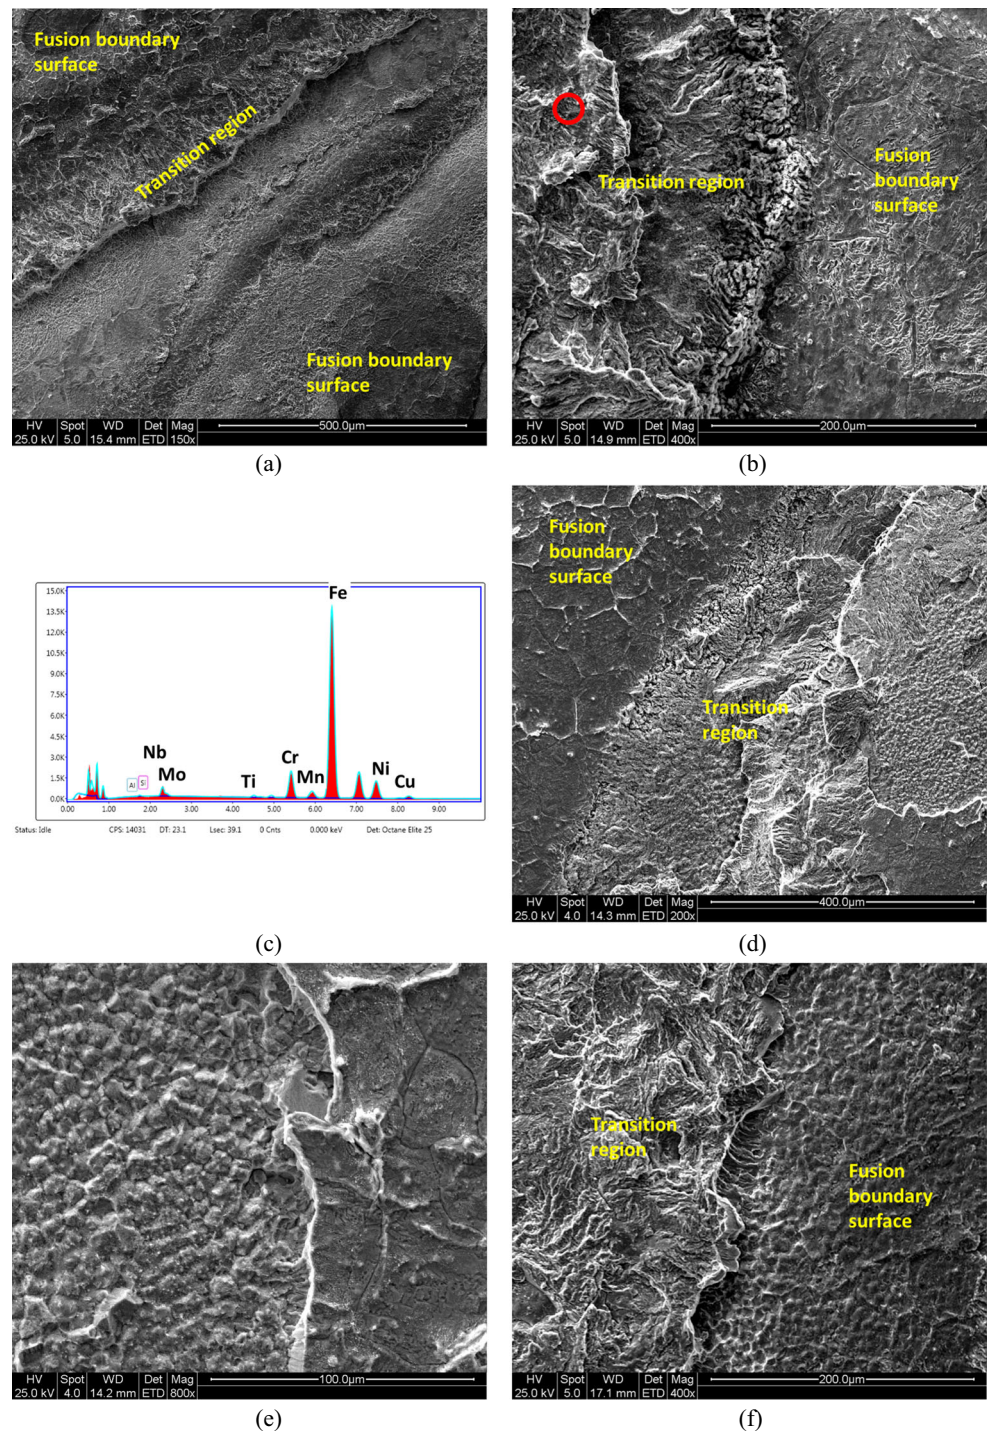 Fusion boundary
surface
Transition region
Fusion boundary
surface
HV Spot WD Det Mag 500.0µm
25.0 kV 5.0 15.4 mm ETD 150x
(a)
Transition region
Fusion
boundary
surface
HV Spot WD Det Mag 200.0µm
25.0 kV 5.0 14.9 mm ETD 400x
(b)
15.0K
13.5K
12.0K
10.5K
9.0K
7.5K
6.0K
4.5K
3.0K
1.5K
0.0K
Fe
Nb
Mo
Al
Si
Ti
Cr
Mn
Ni
Cu
0.00 1.00 2.00 3.00 4.00 5.00 6.00 7.00 8.00 9.00
Status: Idle CPS: 14031 DT: 23.1 Lsec: 39.1 0 Cnts 0.000 keV Det: Octane Elite 25
(c)
Fusion
boundary
surface
Transition
region
HV Spot WD Det Mag 400.0µm
25.0 kV 4.0 14.3 mm ETD 200x
(d)
HV Spot WD Det Mag 100.0µm
25.0 kV 4.0 14.2 mm ETD 800x
(e)
Transition
region
Fusion
boundary
surface
HV Spot WD Det Mag 200.0µm
25.0 kV 5.0 17.1 mm ETD 400x
(f)